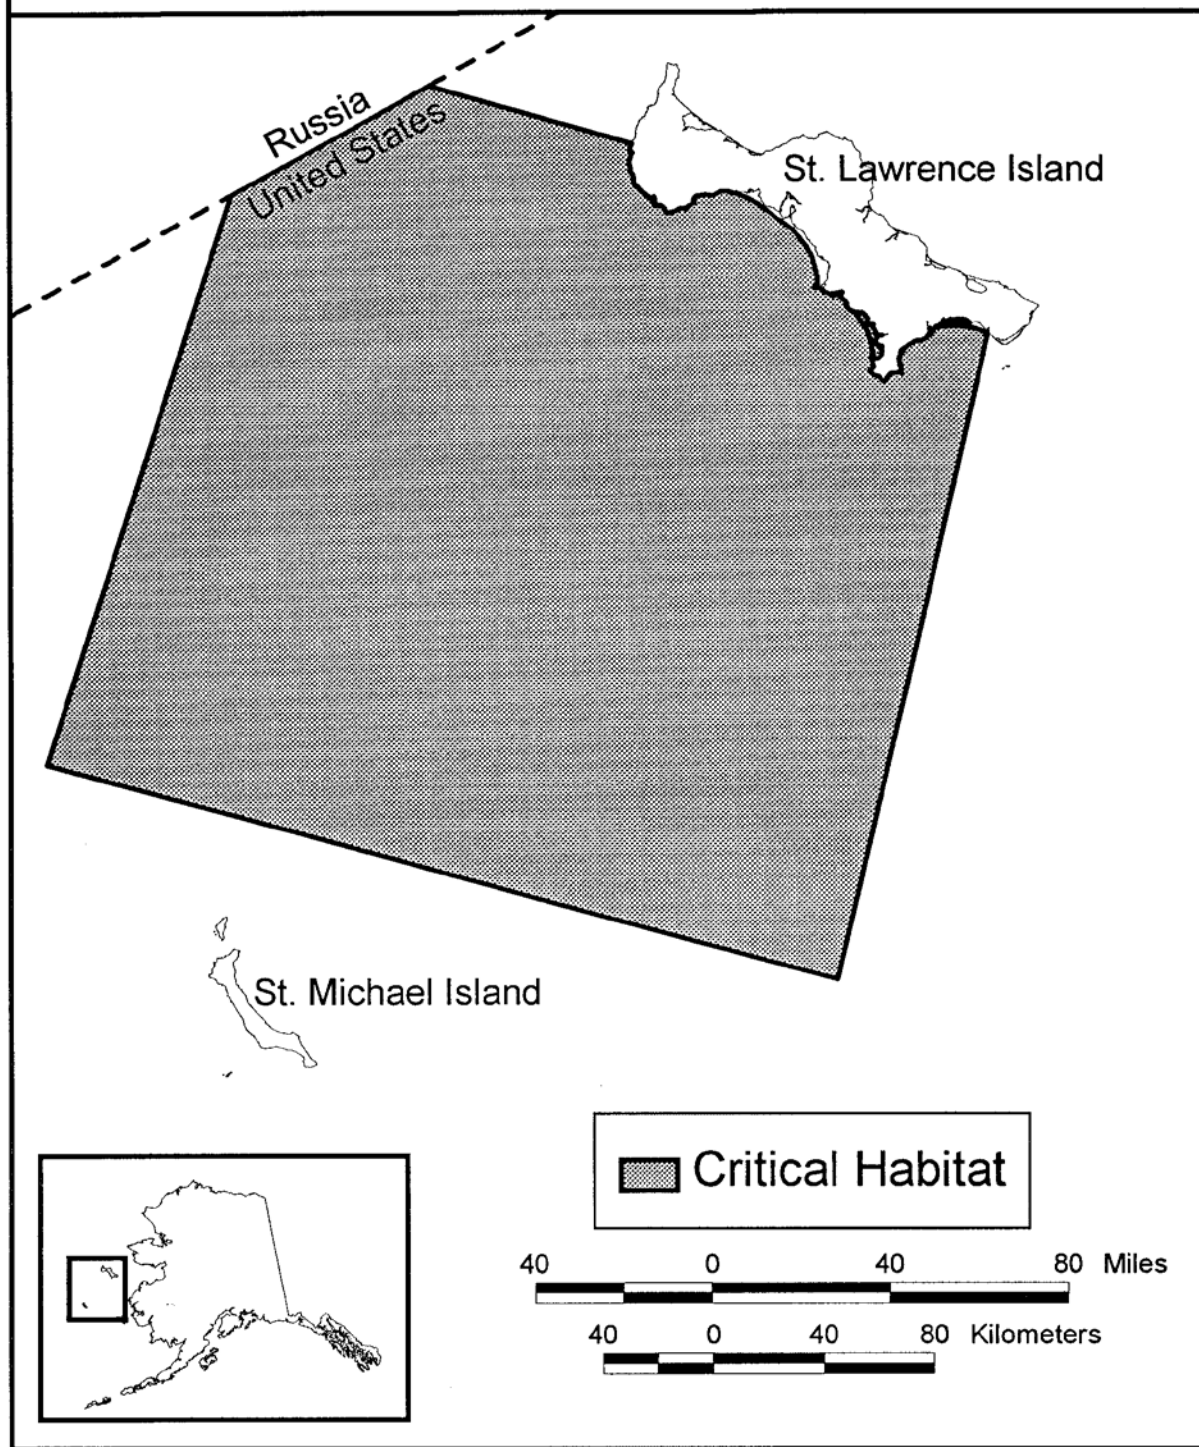 Russia
United States
St. Lawrence Island
St. Michael Island
Critical Habitat
40 0 40 80 Miles
40 0 40 80 Kilometers